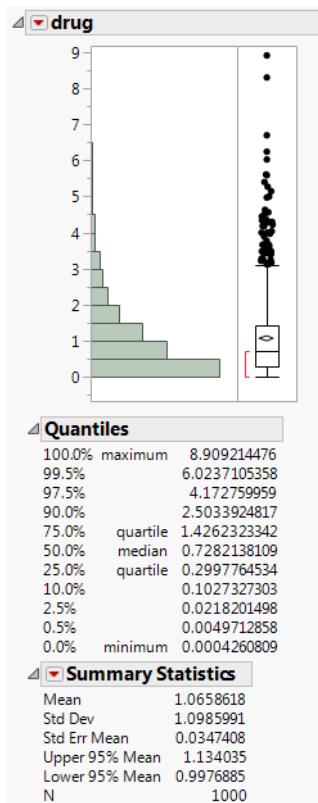 drug
9
8
7
6
5
4
3
2
1
0
Quantiles
100.0% maximum 8.909214476
99.5% 6.0237105358
97.5% 4.172759959
90.0% 2.5033924817
75.0% quartile 1.4262322342
50.0% median 0.7282138109
25.0% quartile 0.2997764534
10.0% 0.1027327303
2.5% 0.0218201498
0.5% 0.0049712858
0.0% minimum 0.0004260809
Summary Statistics
Mean 1.0658618
Std Dev 1.0985991
Std Err Mean 0.0347408
Upper 95% Mean 1.134035
Lower 95% Mean 0.9976885
N 1000